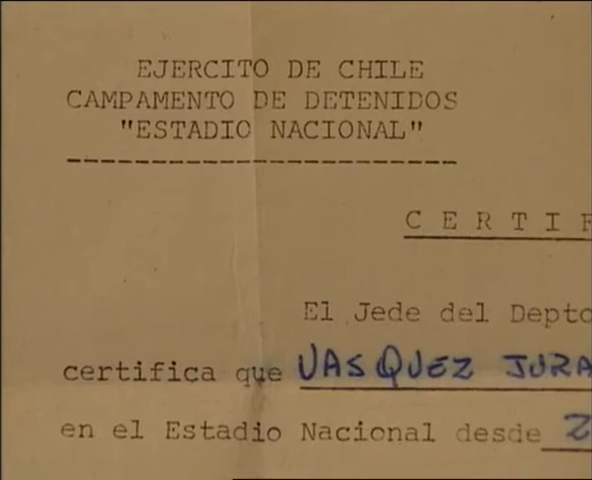 EJERCITO DE CHILE
CAMPAMENTO DE DETENIDOS
"ESTADIO NACIONAL"
C E R T I F
El Jede del Depto
certifica que VASQUEZ JURA
en el Estadio Nacional desde 2